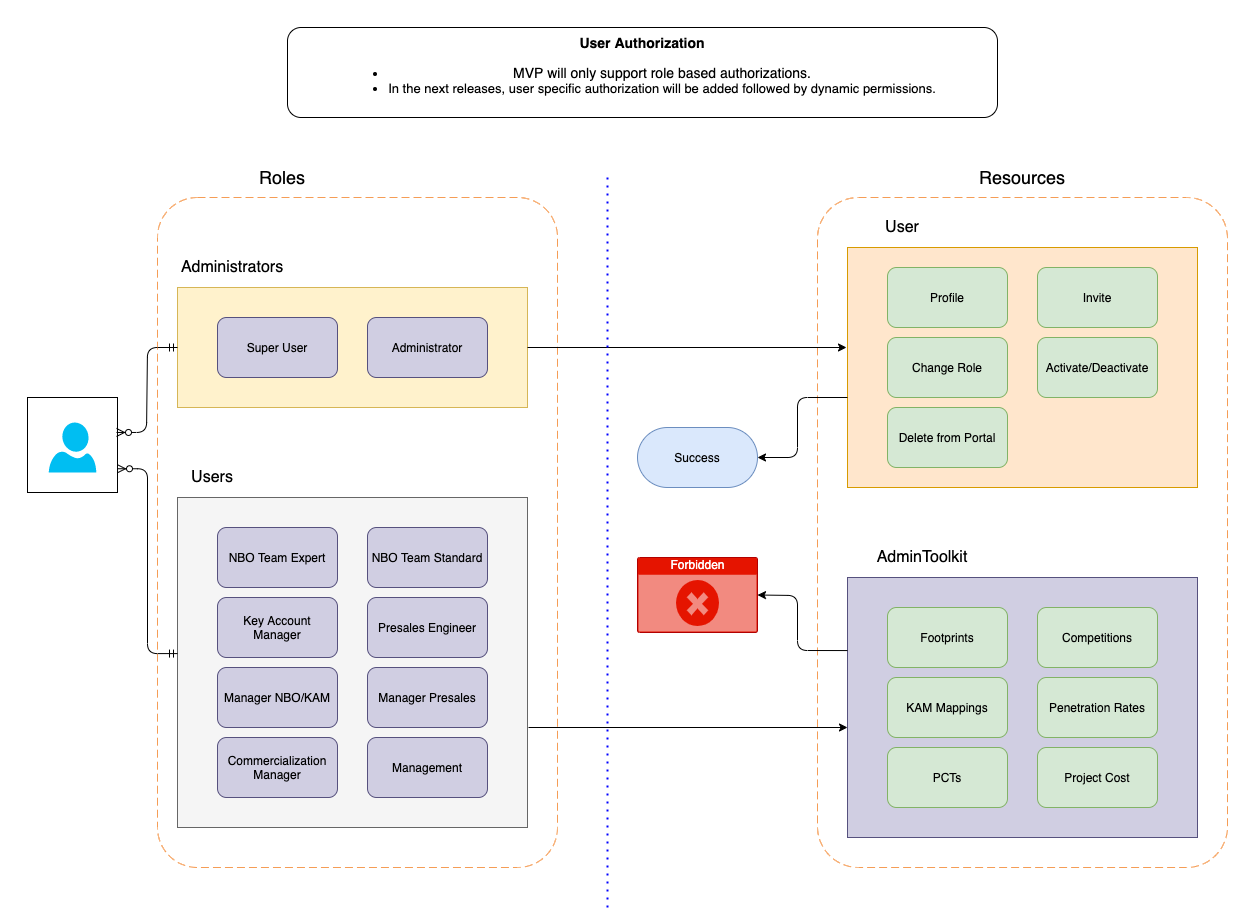 User Authorization
• MVP will only support role based authorizations.
• In the next releases, user specific authorization will be added followed by dynamic permissions.
Roles
Administrators
Super User
Administrator
Users
NBO Team Expert
NBO Team Standard
Key Account
Manager
Presales Engineer
Manager NBO/KAM
Manager Presales
Commercialization
Manager
Management
Success
Forbidden
Resources
User
Profile
Invite
Change Role
Activate/Deactivate
Delete from Portal
AdminToolkit
Footprints
Competitions
KAM Mappings
Penetration Rates
PCTs
Project Cost